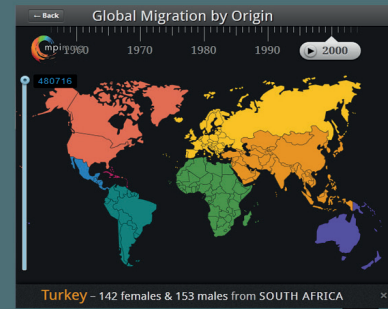 ← Back Global Migration by Origin
mpi 1960 1970 1980 1990 2000
480716
Turkey – 142 females & 153 males from SOUTH AFRICA ×